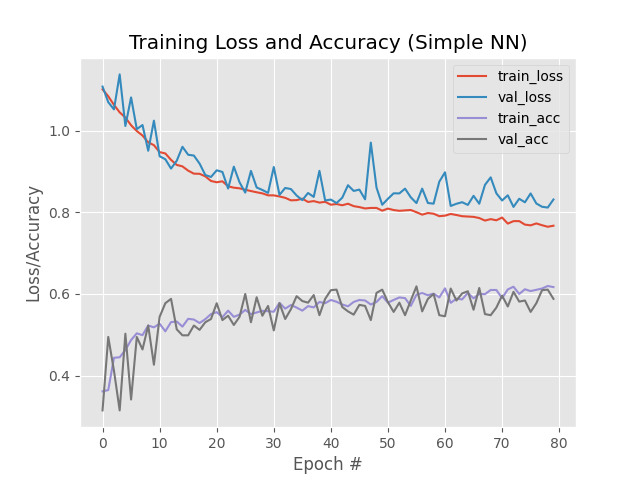 Training Loss and Accuracy (Simple NN)
train_loss
val_loss
train_acc
val_acc
1.0
0.8
0.6
0.4
Loss/Accuracy
0 10 20 30 40 50 60 70 80
Epoch #